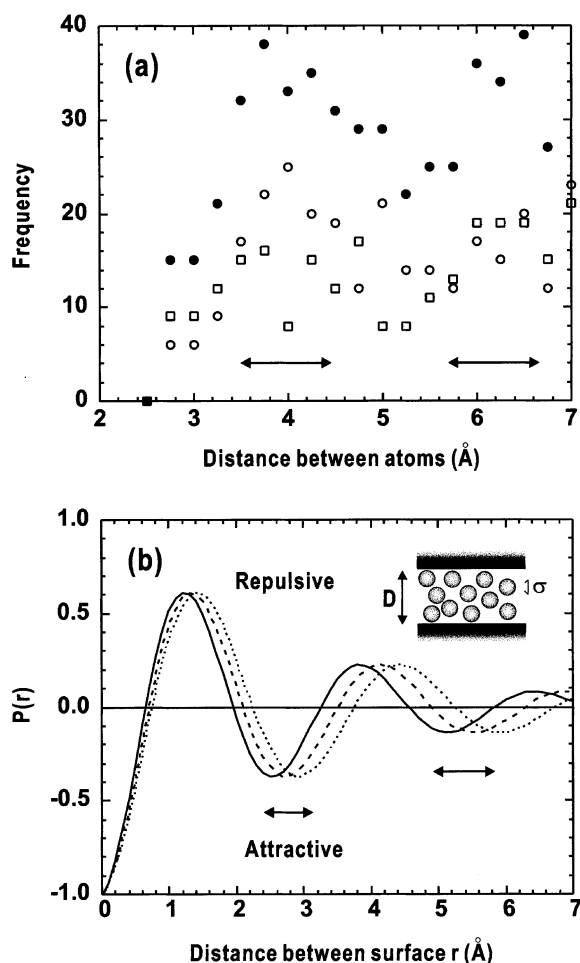 (a)
40
30
20
10
0
Frequency
2 3 4 5 6 7
Distance between atoms (Å)
(b)
1.0
0.5
0.0
-0.5
-1.0
P(r)
Repulsive
D
σ
Attractive
0 1 2 3 4 5 6 7
Distance between surface r (Å)